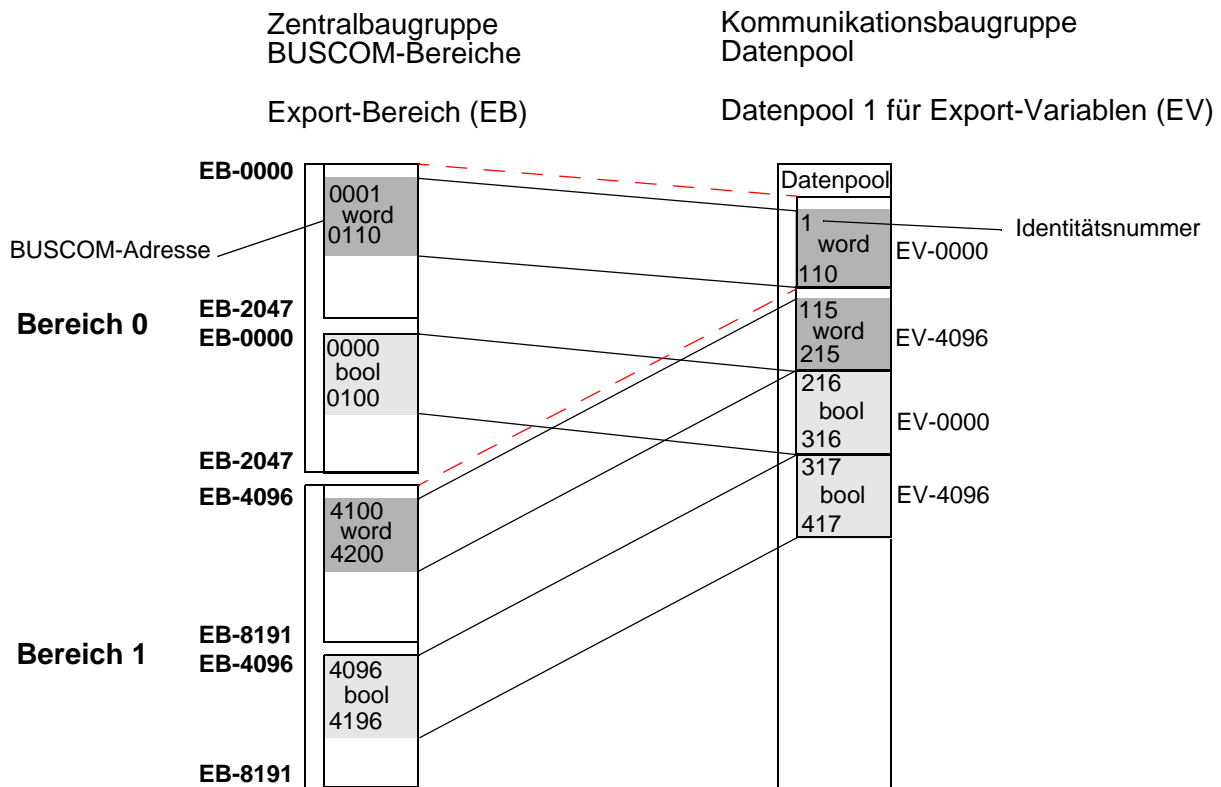 Zentralbaugruppe
BUSCOM-Bereiche
Export-Bereich (EB)
Kommunikationsbaugruppe
Datenpool
Datenpool 1 für Export-Variablen (EV)
BUSCOM-Adresse
Bereich 0
EB-0000
0001
word
0110
EB-2047
EB-0000
0000
bool
0100
EB-2047
Bereich 1
EB-4096
4100
word
4200
EB-8191
EB-4096
4096
bool
4196
EB-8191
Datenpool
1
word
110
EV-0000
Identitätsnummer
115
word
215
EV-4096
216
bool
316
EV-0000
317
bool
417
EV-4096